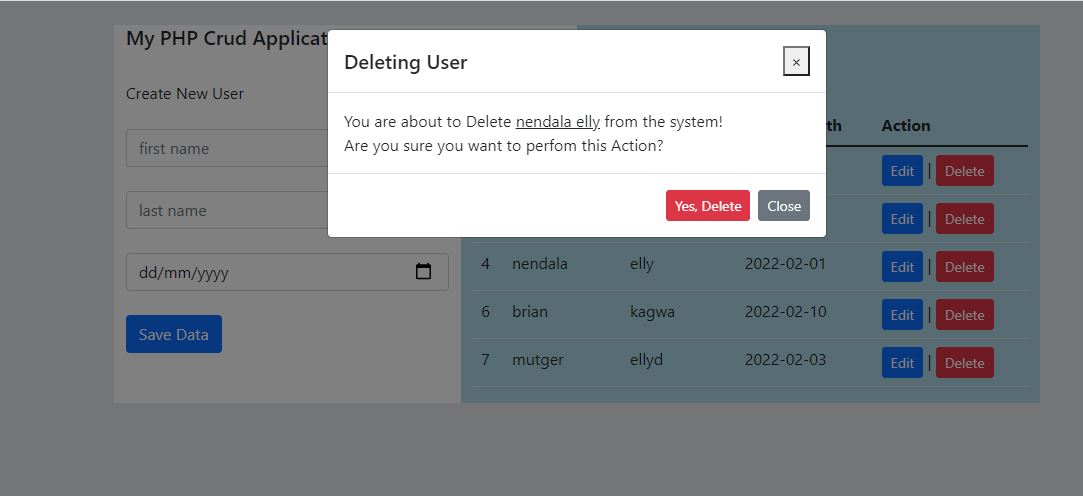 My PHP Crud Applicat
Deleting User
×
Create New User
You are about to Delete nendala elly from the system!
Are you sure you want to perfom this Action?
Yes, Delete Close
first name
last name
dd/mm/yyyy
Save Data
th Action
Edit | Delete
Edit | Delete
4 nendala elly 2022-02-01 Edit | Delete
6 brian kagwa 2022-02-10 Edit | Delete
7 mutger ellyd 2022-02-03 Edit | Delete